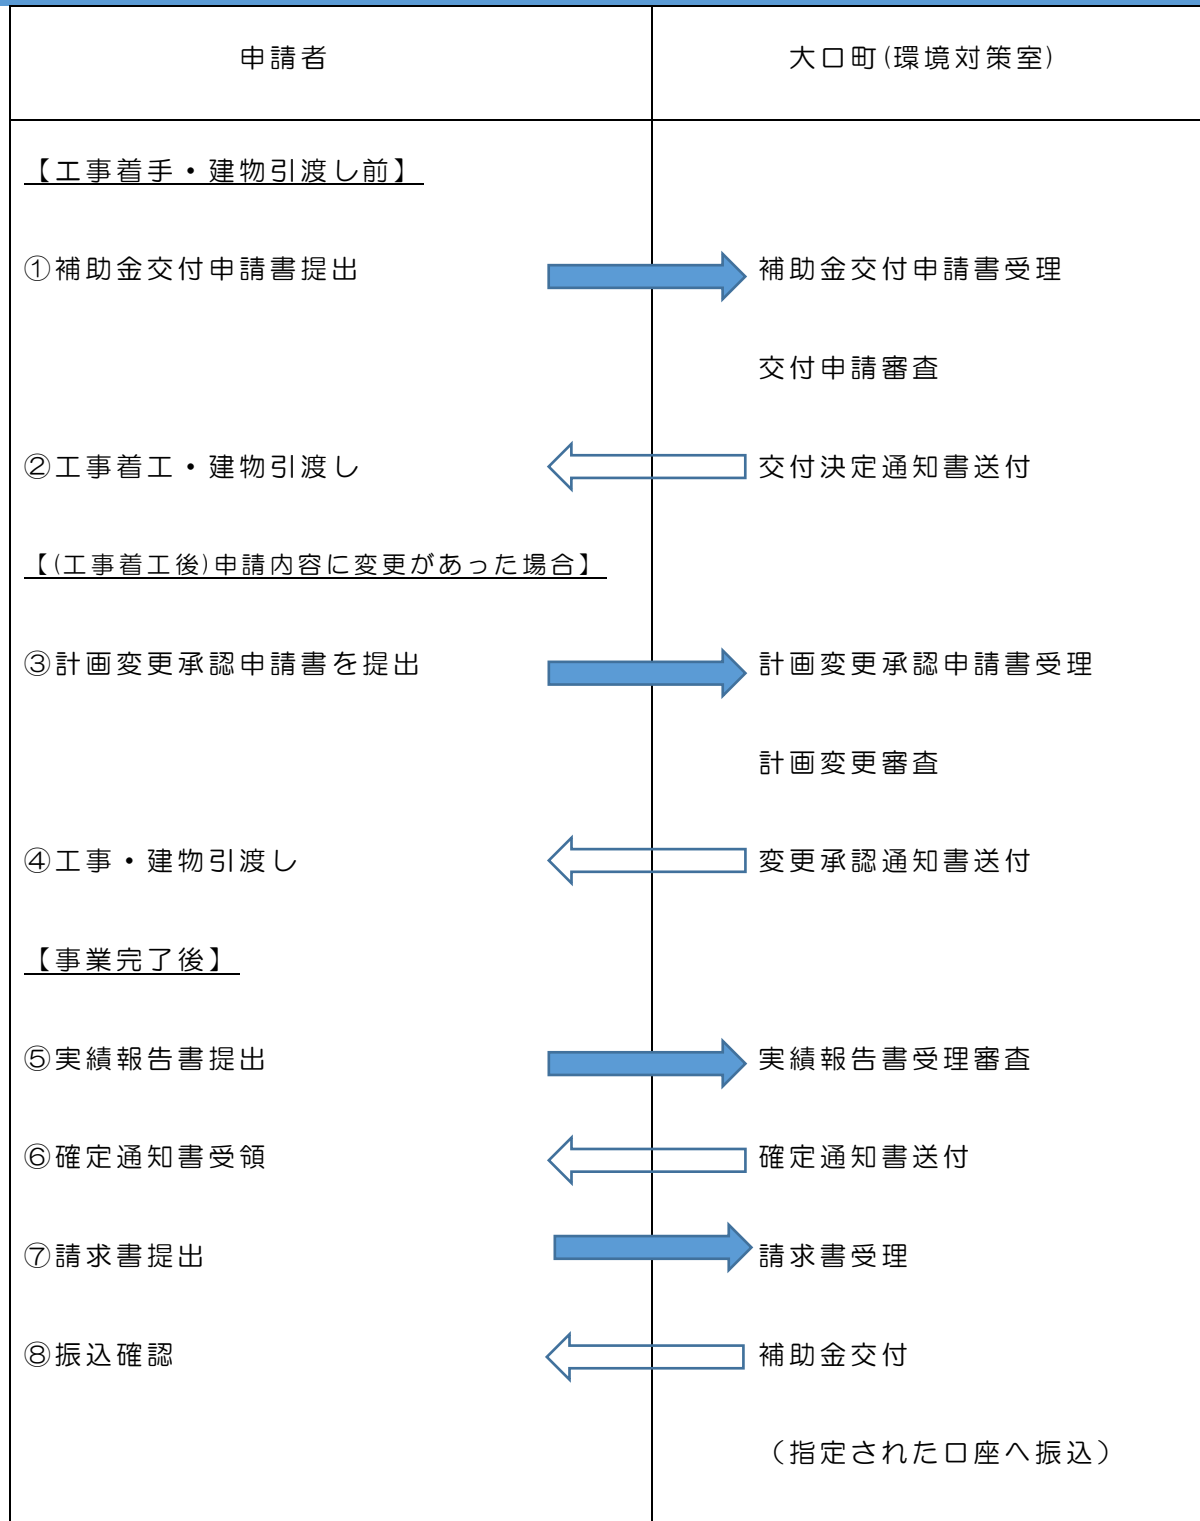 申請者
大口町(環境対策室)
【工事着手・建物引渡し前】
①補助金交付申請書提出
補助金交付申請書受理
交付申請審査
②工事着工・建物引渡し
交付決定通知書送付
【(工事着工後)申請内容に変更があった場合】
③計画変更承認申請書を提出
計画変更承認申請書受理
計画変更審査
④工事・建物引渡し
変更承認通知書送付
【事業完了後】
⑤実績報告書提出
実績報告書受理審査
⑥確定通知書受領
確定通知書送付
⑦請求書提出
請求書受理
⑧振込確認
補助金交付
（指定された口座へ振込）